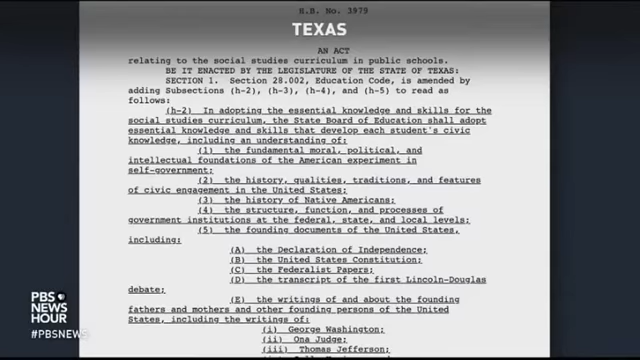 H.B. No. 3979
TEXAS
AN ACT
relating to the social studies curriculum in public schools.
BE IT ENACTED BY THE LEGISLATURE OF THE STATE OF TEXAS:
SECTION 1. Section 28.002, Education Code, is amended by
adding Subsections (h-2), (h-3), (h-4), and (h-5) to read as
follows:
(h-2) In adopting the essential knowledge and skills for the
social studies curriculum, the State Board of Education shall adopt
essential knowledge and skills that develop each student's civic
knowledge, including an understanding of:
(1) the fundamental moral, political, and
intellectual foundations of the American experiment in
self-government;
(2) the history, qualities, traditions, and features
of civic engagement in the United States;
(3) the history of Native Americans;
(4) the structure, function, and processes of
government institutions at the federal, state, and local levels;
(5) the founding documents of the United States,
including:
(A) the Declaration of Independence;
(B) the United States Constitution;
(C) the Federalist Papers;
(D) the transcript of the first Lincoln-Douglas
debate;
(E) the writings of and about the founding
fathers and mothers and other founding persons of the United
States, including the writings of:
(i) George Washington;
(ii) Ona Judge;
(iii) Thomas Jefferson;
PBS
NEWS
HOUR
#PBSNEWS